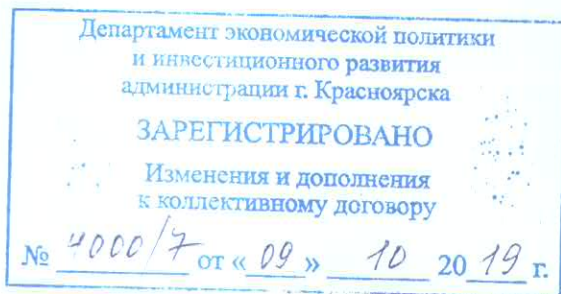 Департамент экономической политики
и инвестиционного развития
администрации г. Красноярска
ЗАРЕГИСТРИРОВАНО
Изменения и дополнения
к коллективному договору
№ 4000/7 от « 09 » 10 20 19 г.